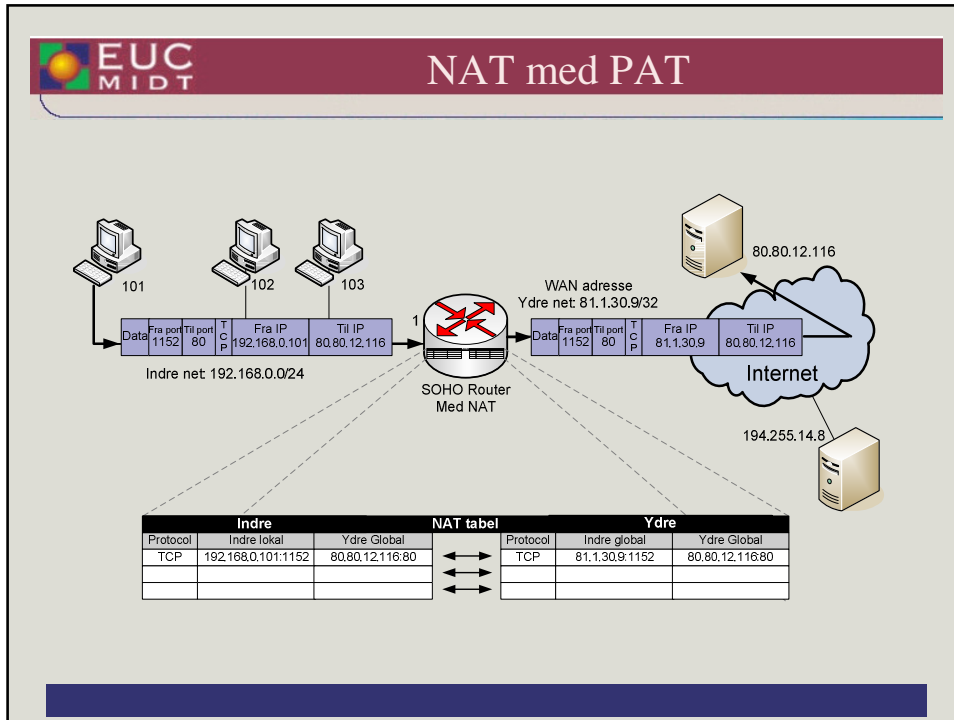 EUC
MIDT
NAT med PAT
101
102
103
80.80.12.116
WAN adresse
Ydre net: 81.1.30.9/32
Data
Fra port
1152
Til port
80
T
C
P
Fra IP
192.168.0.101
Til IP
80.80.12.116
1
Data
Fra port
1152
Til port
80
T
C
P
Fra IP
81.1.30.9
Til IP
80.80.12.116
Indre net: 192.168.0.0/24
SOHO Router
Med NAT
Internet
194.255.14.8
Indre NAT tabel Ydre
Protocol Indre lokal Ydre Global Protocol Indre global Ydre Global
TCP 192.168.0.101:1152 80.80.12.116:80 TCP 81.1.30.9:1152 80.80.12.116:80